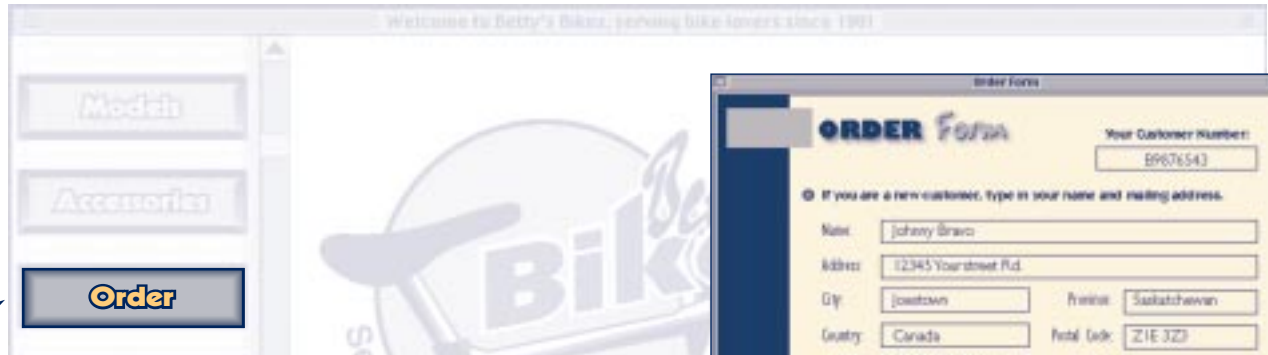 Welcome to Betty's Bikes, serving bike lovers since 1981
Models
Accessories
Order
Bik
Order Form
ORDER Form
Your Customer Number:
B9876543
If you are a new customer, type in your name and mailing address.
Name: Johnny Bravo
Address: 12345 Yourstreet Rd.
City: Josetown Province: Saskatchewan
Country: Canada Postal Code: Z1E 3Z3